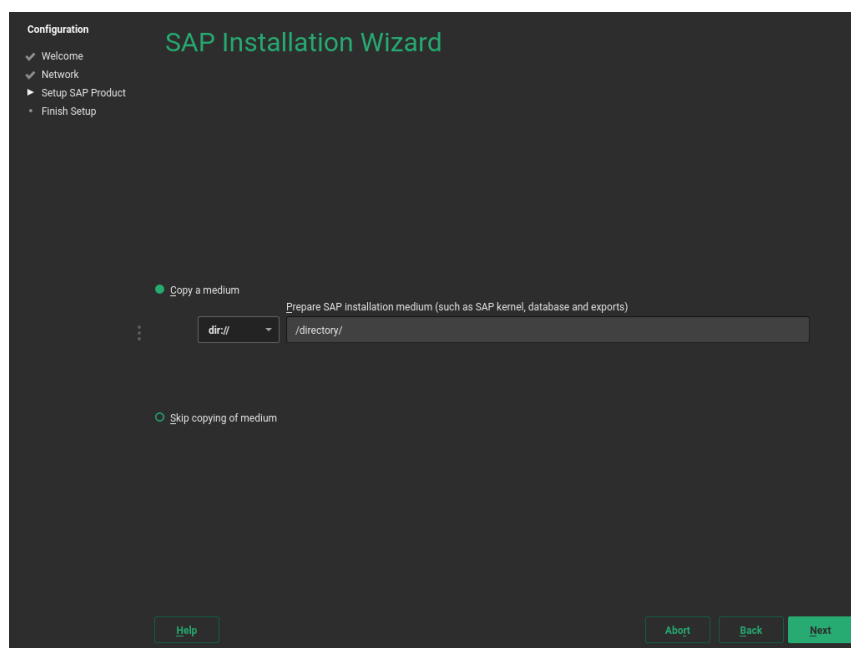 Configuration
Welcome
Network
Setup SAP Product
Finish Setup
SAP Installation Wizard
Copy a medium
Prepare SAP installation medium (such as SAP kernel, database and exports)
dir:// /directory/
Skip copying of medium
Help Abort Back Next